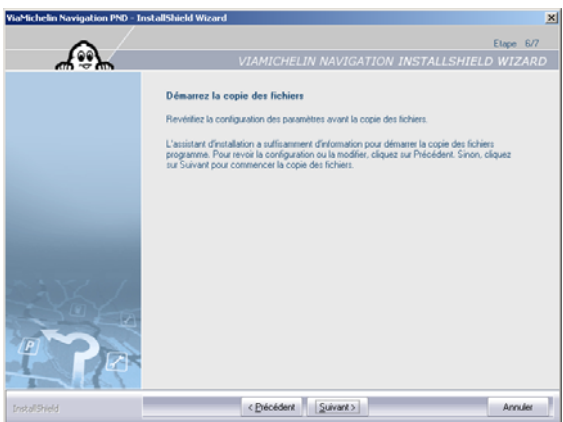 ViaMichelin Navigation PND - InstallShield Wizard
Etape 6/7
VIAMICHELIN NAVIGATION INSTALLSHIELD WIZARD
Démarrez la copie des fichiers
Revérifiez la configuration des paramètres avant la copie des fichiers.
L'assistant d'installation a suffisamment d'information pour démarrer la copie des fichiers
programme. Pour revoir la configuration ou la modifier, cliquez sur Précédent. Sinon, cliquez
sur Suivant pour commencer la copie des fichiers.
P
InstallShield
< Précédent
Suivant >
Annuler